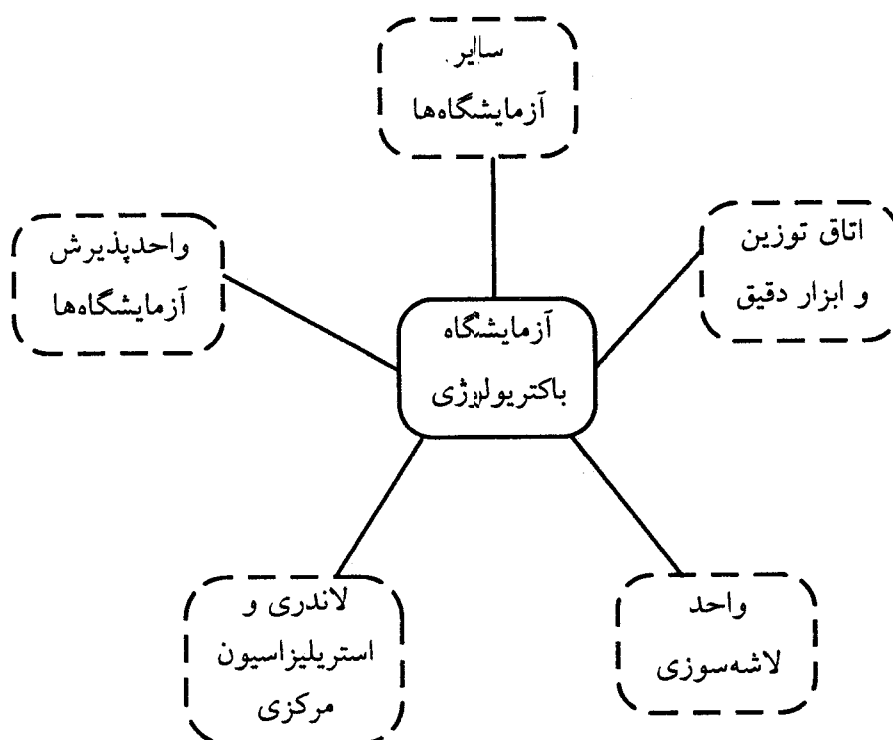 سایر
آزمایشگاه‌ها
اتاق توزین
و ابزار دقیق
واحدپذیرش
آزمایشگاه‌ها
آزمایشگاه
باکتریولوژی
لاندری و
استریلیزاسیون
مرکزی
واحد
لاشه‌سوزی